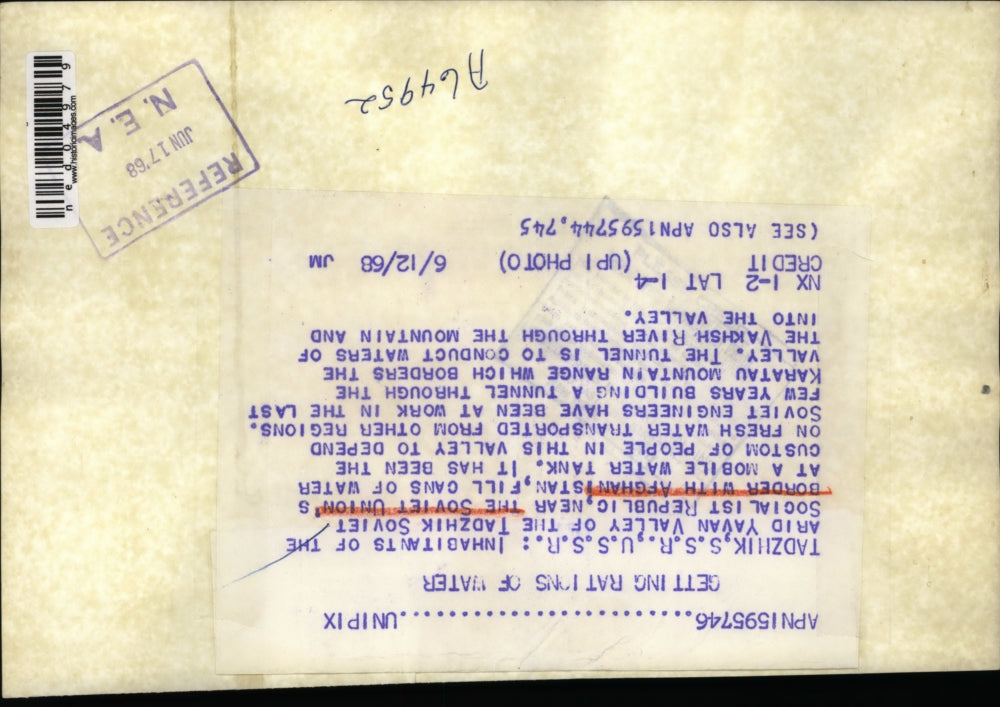 APN1595746..............................UNIPIX
GETTING RATIONS OF WATER
TADZHIK,S.S.R.,U.S.S.R.: INHABITANTS OF THE
ARID YAVAN VALLEY OF THE TADZHIK SOVIET
SOCIALIST REPUBLIC,NEAR THE SOVIET UNION'S
BORDER WITH AFGHANISTAN,FILL CANS OF WATER
AT A MOBILE WATER TANK. IT HAS BEEN THE
CUSTOM OF PEOPLE IN THIS VALLEY TO DEPEND
ON FRESH WATER TRANSPORTED FROM OTHER REGIONS.
SOVIET ENGINEERS HAVE BEEN AT WORK IN THE LAST
FEW YEARS BUILDING A TUNNEL THROUGH THE
KARATAU MOUNTAIN RANGE WHICH BORDERS THE
VALLEY. THE TUNNEL IS TO CONDUCT WATERS OF
THE VAKHSH RIVER THROUGH THE MOUNTAIN AND
INTO THE VALLEY.
NX 1-2 LAT 1-4
CREDIT (UPI PHOTO) 6/12/68 JM
(SEE ALSO APN1595744,745
REFERENCE
JUN 17'68
N. E. A
A64952
ned04979
www.historicimages.com